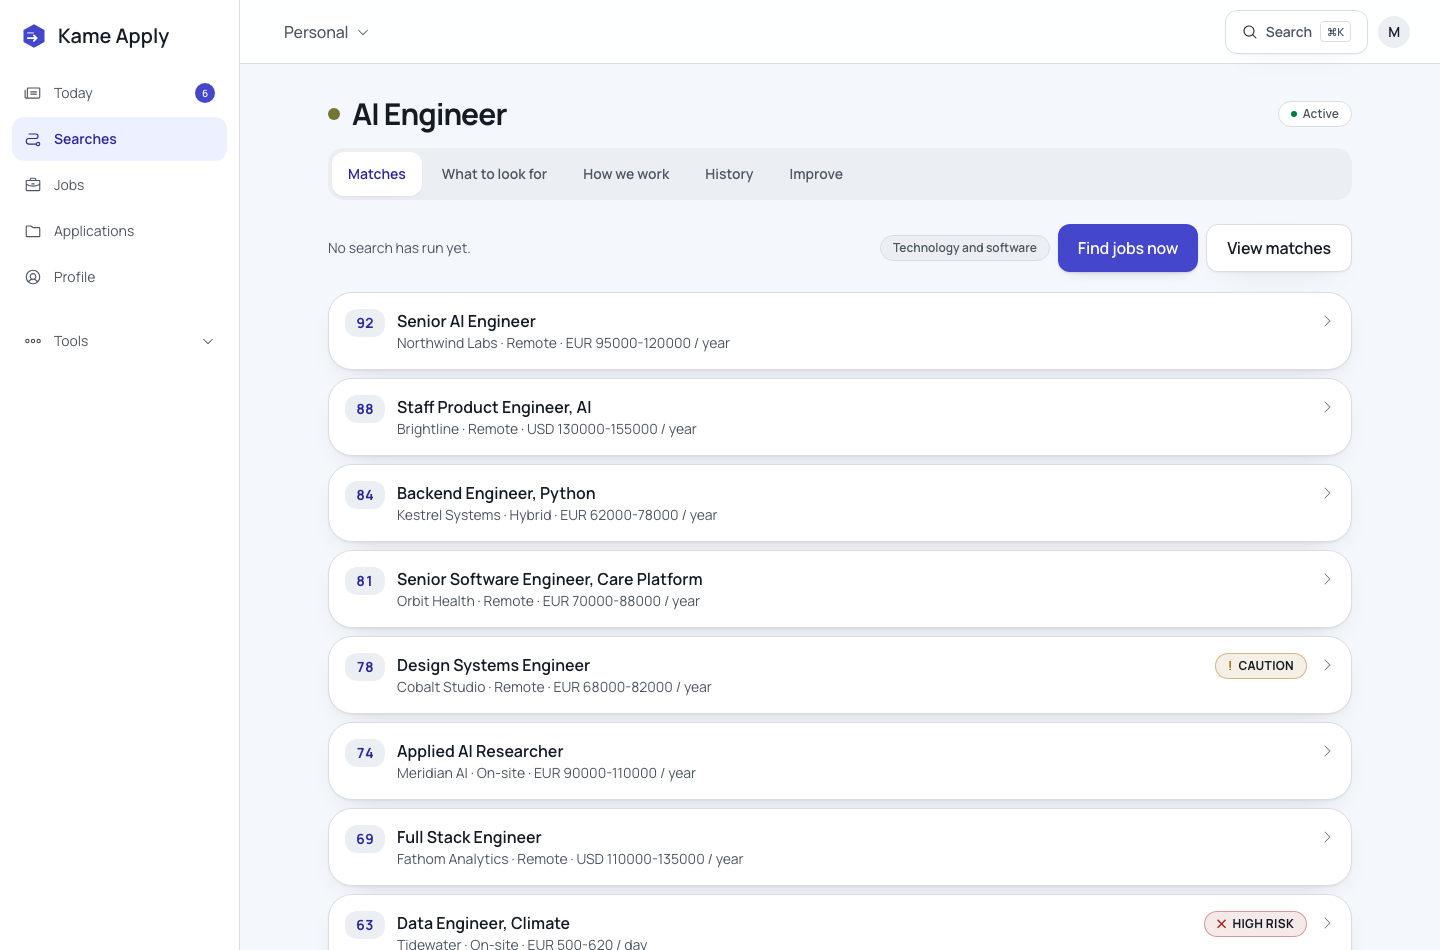 Kame Apply
Personal
Search ⌘K
M
Today 6
Searches
Jobs
Applications
Profile
Tools
AI Engineer
Active
Matches What to look for How we work History Improve
No search has run yet.
Technology and software
Find jobs now
View matches
92 Senior AI Engineer
Northwind Labs · Remote · EUR 95000-120000 / year
88 Staff Product Engineer, AI
Brightline · Remote · USD 130000-155000 / year
84 Backend Engineer, Python
Kestrel Systems · Hybrid · EUR 62000-78000 / year
81 Senior Software Engineer, Care Platform
Orbit Health · Remote · EUR 70000-88000 / year
78 Design Systems Engineer
! CAUTION
Cobalt Studio · Remote · EUR 68000-82000 / year
74 Applied AI Researcher
Meridian AI · On-site · EUR 90000-110000 / year
69 Full Stack Engineer
Fathom Analytics · Remote · USD 110000-135000 / year
63 Data Engineer, Climate
HIGH RISK
Tidewater · On-site · EUR 500-620 / day